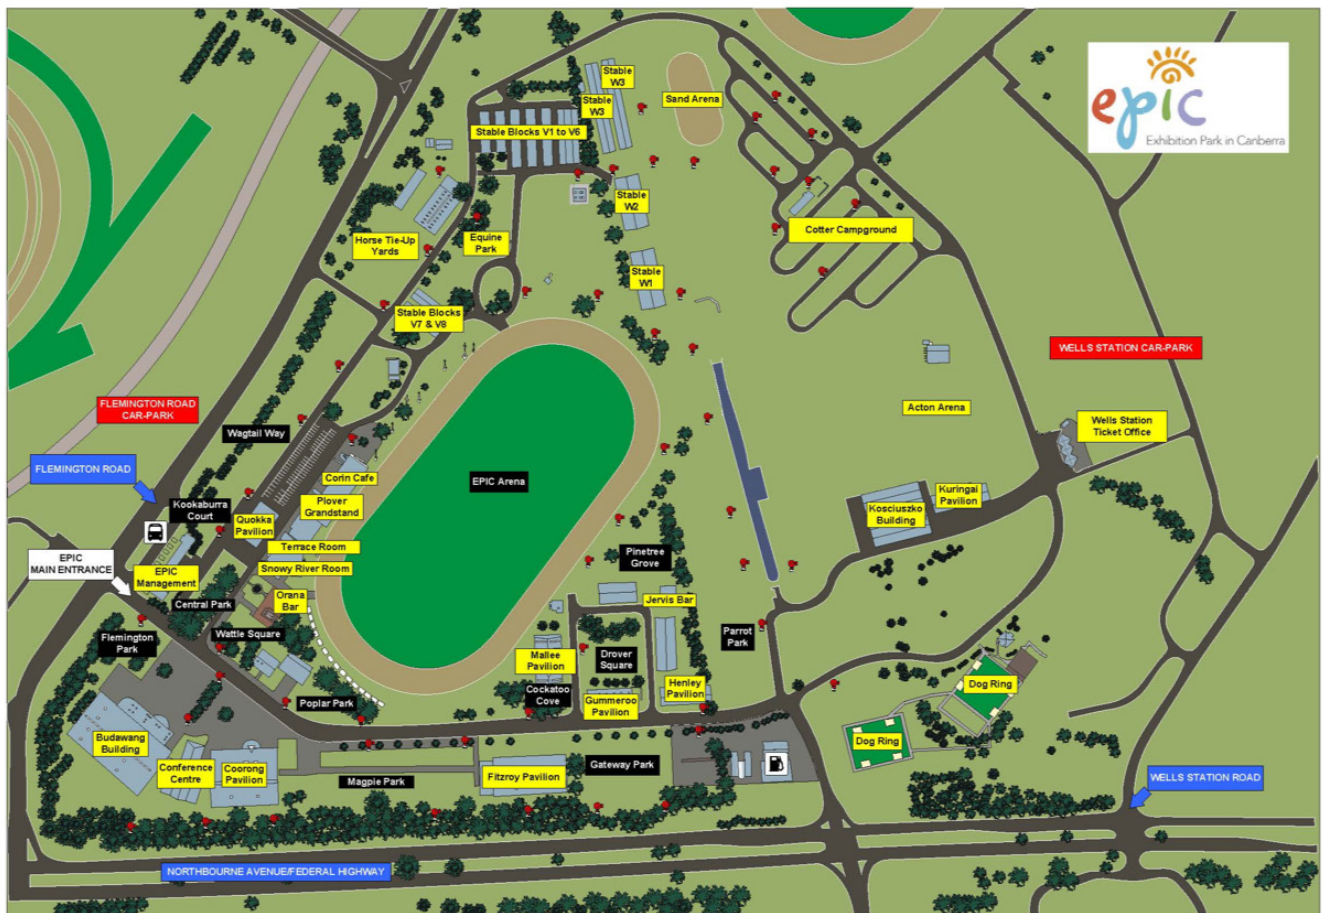 epic
Exhibition Park in Canberra
Stable
W3
Stable
W3
Sand Arena
Stable Blocks V1 to V6
Stable
W2
Cotter Campground
Horse Tie-Up
Yards
Equine
Park
Stable
W1
Stable Blocks
V7 & V8
WELLS STATION CAR-PARK
FLEMINGTON ROAD
CAR-PARK
Acton Arena
Wagtail Way
Wells Station
Ticket Office
FLEMINGTON ROAD
Corin Cafe
EPIC Arena
Plover
Grandstand
Kookaburra
Court
Quokka
Pavilion
Kuringai
Pavilion
Kosciuszko
Building
Terrace Room
Snowy River Room
EPIC
MAIN ENTRANCE
EPIC
Management
Pinetree
Grove
Central Park
Orana
Bar
Jervis Bar
Flemington
Park
Wattle Square
Parrot
Park
Mallee
Pavilion
Drover
Square
Cockatoo
Cove
Henley
Pavilion
Dog Ring
Poplar Park
Gummeroo
Pavilion
Budawang
Building
Dog Ring
Conference
Centre
Coorong
Pavilion
Magpie Park
Fitzroy Pavilion
Gateway Park
WELLS STATION ROAD
NORTHBOURNE AVENUE/FEDERAL HIGHWAY